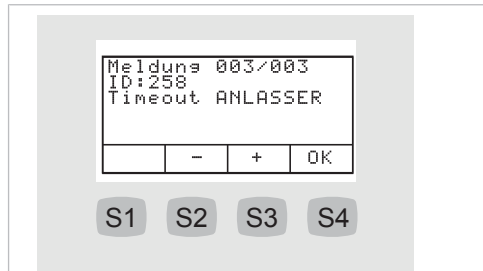 Meldung 003/003
ID:258
Timeout ANLASSER
- + OK
S1 S2 S3 S4